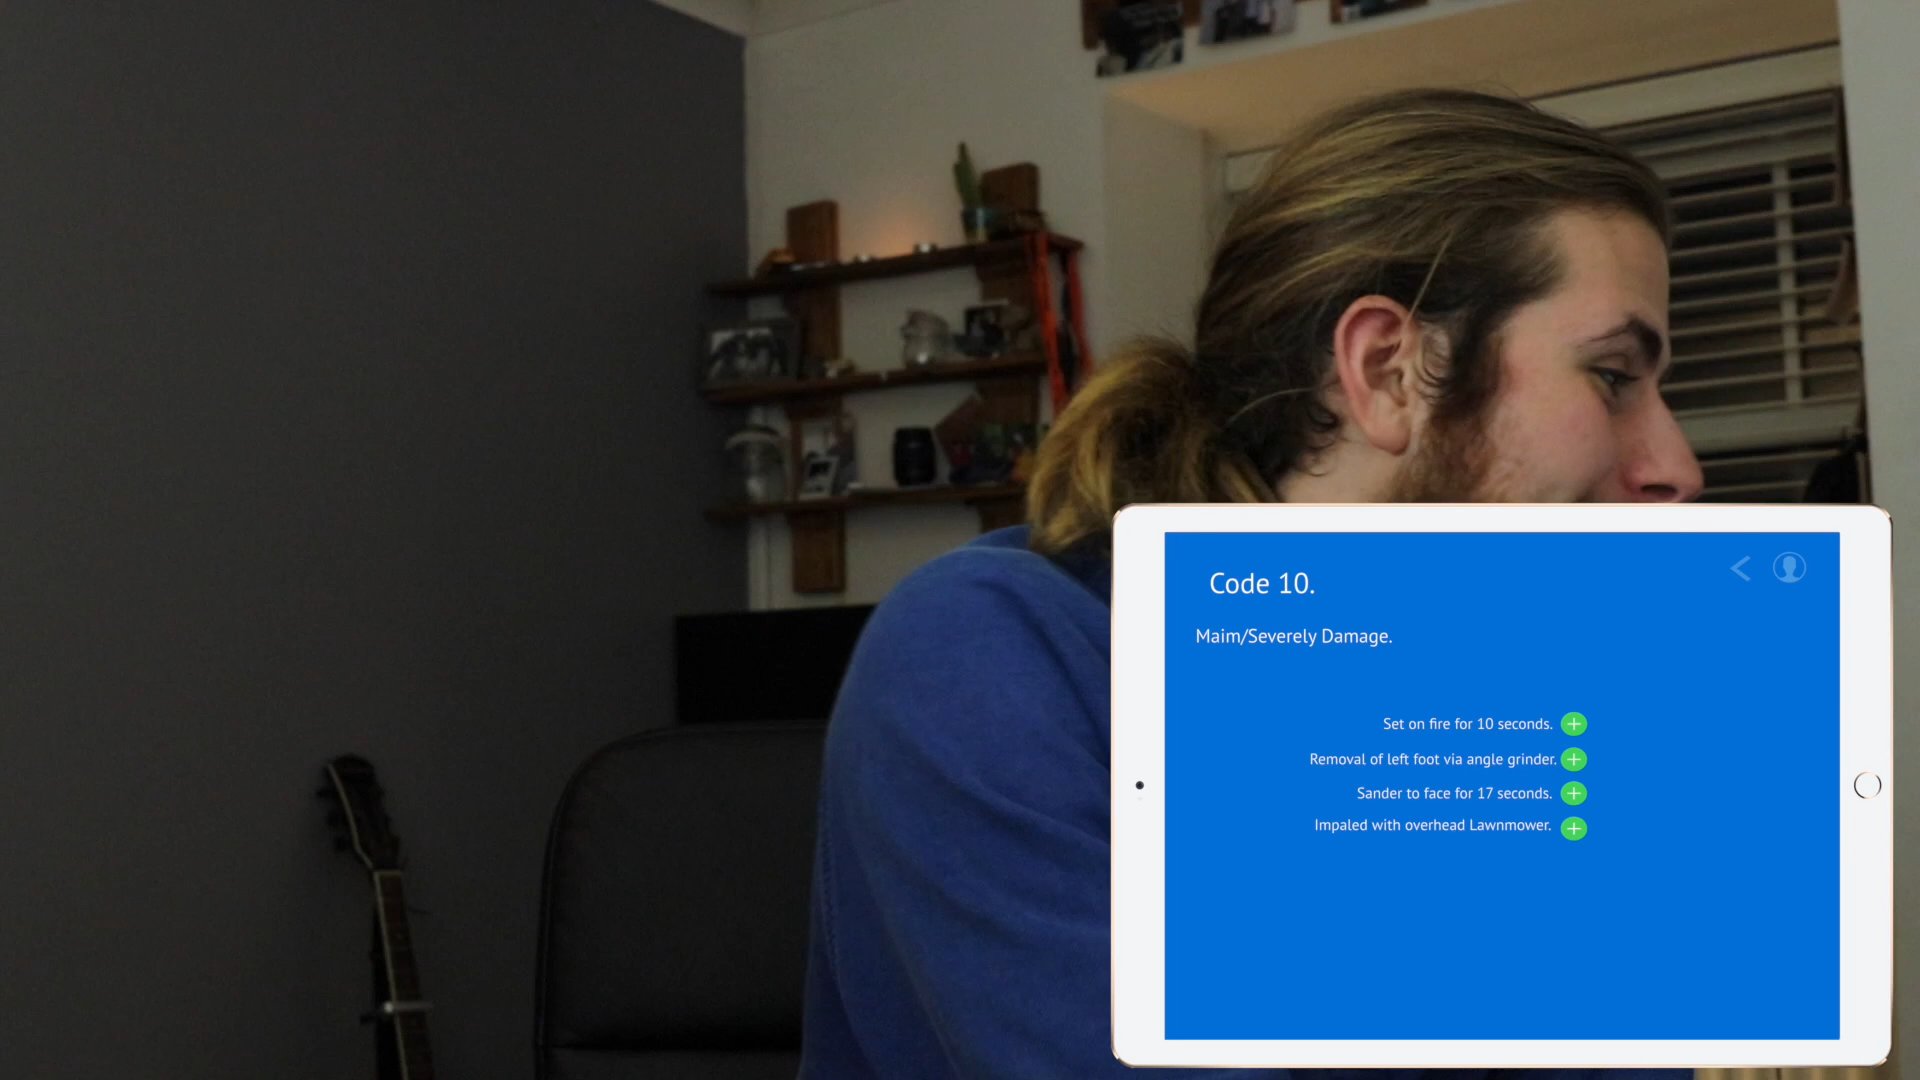 Code 10.
Maim/Severely Damage.
Set on fire for 10 seconds.
Removal of left foot via angle grinder.
Sander to face for 17 seconds.
Impaled with overhead Lawnmower.